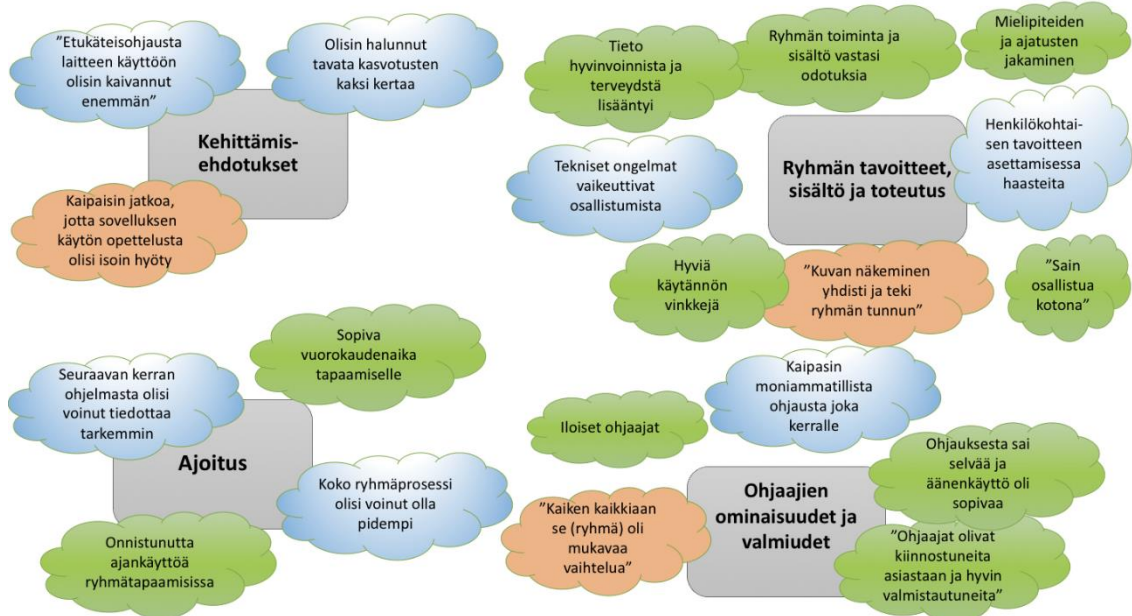 ”Etukäteisohjausta
laitteen käyttöön
olisin kaivannut
enemmän”
Olisin halunnut
tavata kasvotusten
kaksi kertaa
Kehittämis-
ehdotukset
Kaipaisin jatkoa,
jotta sovelluksen
käytön opettelusta
olisi isoin hyöty
Tieto
hyvinvoinnista ja
terveydstä
lisääntyi
Ryhmän toiminta ja
sisältö vastasi
odotuksia
Mielipiteiden
ja ajatusten
jakaminen
Tekniset ongelmat
vaikeuttivat
osallistumista
Ryhmän tavoitteet,
sisältö ja toteutus
Henkilökohtai-
sen tavoitteen
asettamisessa
haasteita
Hyviä
käytännön
vinkkejä
”Kuvan näkeminen
yhdisti ja teki
ryhmän tunnun”
”Sain
osallistua
kotona”
Sopiva
vuorokaudenaika
tapaamiselle
Seuraavan kerran
ohjelmasta olisi
voinut tiedottaa
tarkemmin
Ajoitus
Koko ryhmäprosessi
olisi voinut olla
pidempi
Onnistunutta
ajankäyttöä
ryhmätapaamisissa
Kaipasin
moniammatillista
ohjausta joka
kerralle
Iloiset ohjaajat
Ohjauksesta sai
selvää ja
äänenkäyttö oli
sopivaa
”Kaiken kaikkiaan
se (ryhmä) oli
mukavaa
vaihtelua”
Ohjaajien
ominaisuudet ja
valmiudet
”Ohjaajat olivat
kiinnostuneita
asiastaan ja hyvin
valmistautuneita”